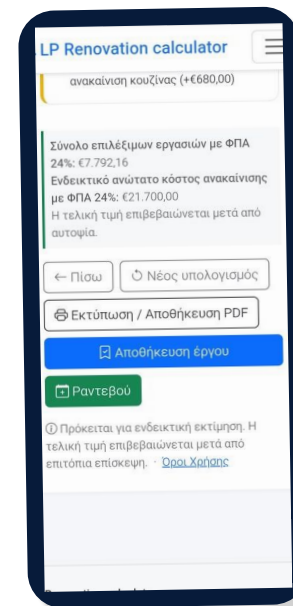 LP Renovation calculator
ανακαίνιση κουζίνας (+€680,00)
Σύνολο επιλέξιμων εργασιών με ΦΠΑ
24%: €7.792,16
Ενδεικτικό ανώτατο κόστος ανακαίνισης
με ΦΠΑ 24%: €21.700,00
Η τελική τιμή επιβεβαιώνεται μετά από
αυτοψία.
← Πίσω
Νέος υπολογισμός
Εκτύπωση / Αποθήκευση PDF
Αποθήκευση έργου
Ραντεβού
Πρόκειται για ενδεικτική εκτίμηση. Η
τελική τιμή επιβεβαιώνεται μετά από
επιτόπια επίσκεψη. · Όροι Χρήσης